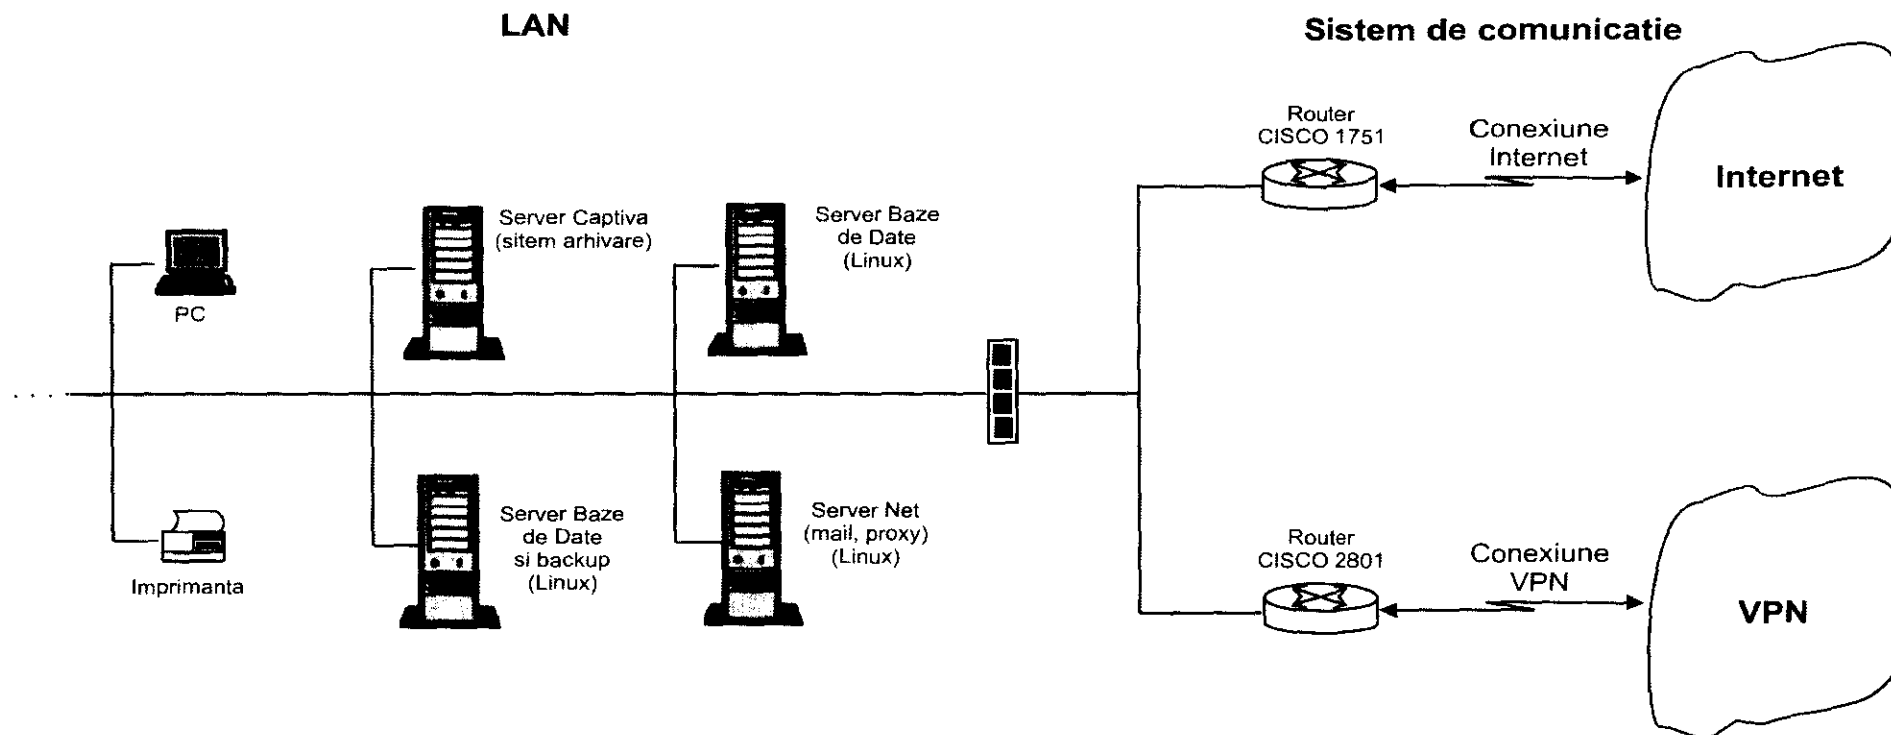 LAN
Sistem de comunicatie
Router
CISCO 1751
Conexiune
Internet
Internet
Server Captiva
(sitem arhivare)
Server Baze
de Date
(Linux)
PC
. . .
Server Baze
de Date
si backup
(Linux)
Server Net
(mail, proxy)
(Linux)
Imprimanta
Router
CISCO 2801
Conexiune
VPN
VPN